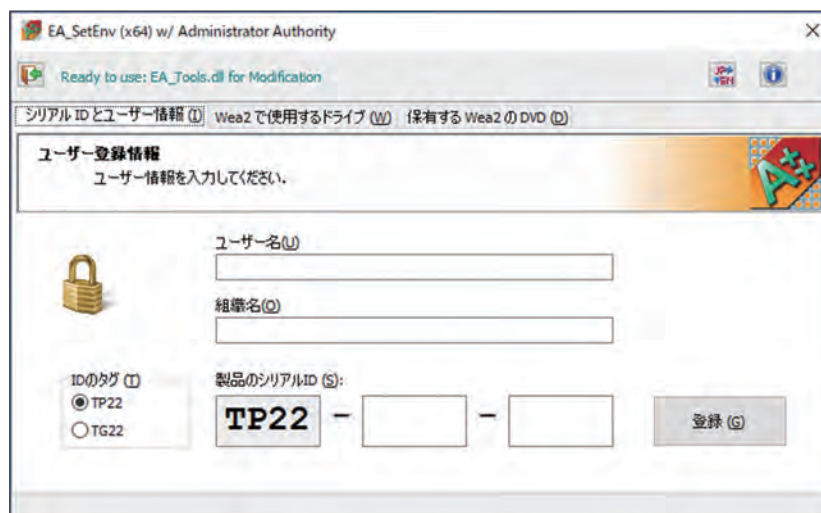 EA_SetEnv (x64) w/ Administrator Authority
Ready to use: EA_Tools.dll for Modification
JP EN
シリアル IDとユーザー情報 (I) Wea2 で使用するドライブ (W) 保有する Wea2 の DVD (D)
ユーザー登録情報
ユーザー情報を入力してください.
A++
ユーザー名(U)
組織名(O)
IDのタグ (T)
製品のシリアルID (S):
TP22
TG22
TP22 - -
登録 (G)